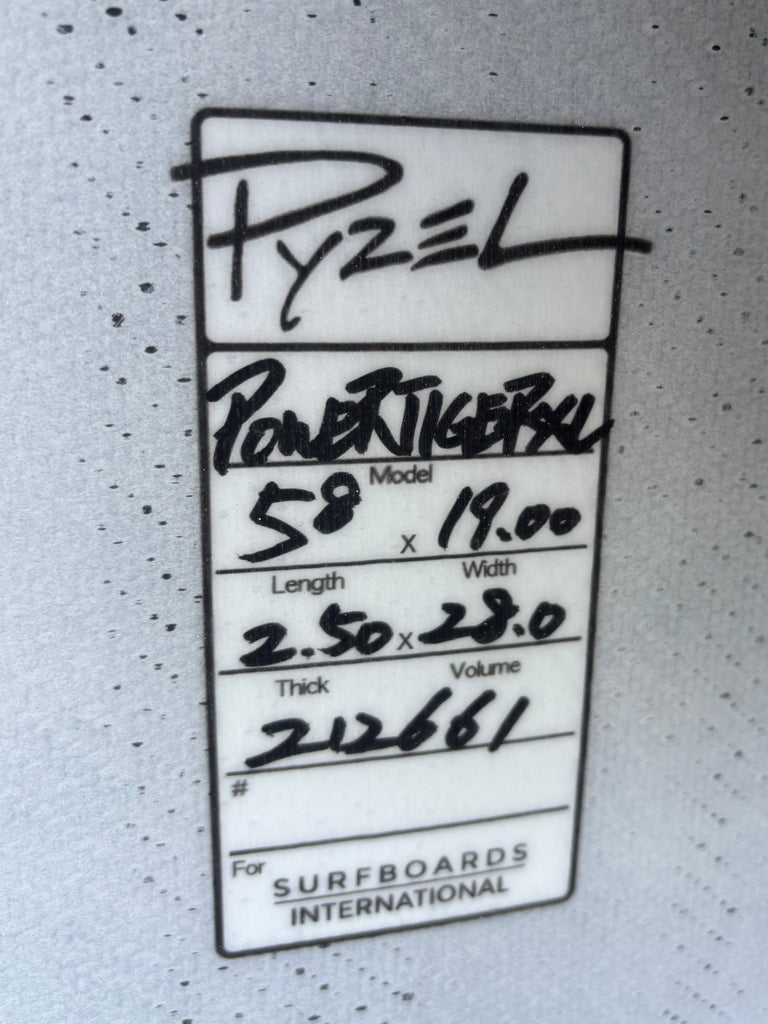 PYZEL
POWERTIGERXL
Model
58 x 19.00
Length Width
2.50 x 28.0
Thick Volume
212661
#
For SURFBOARDS
INTERNATIONAL